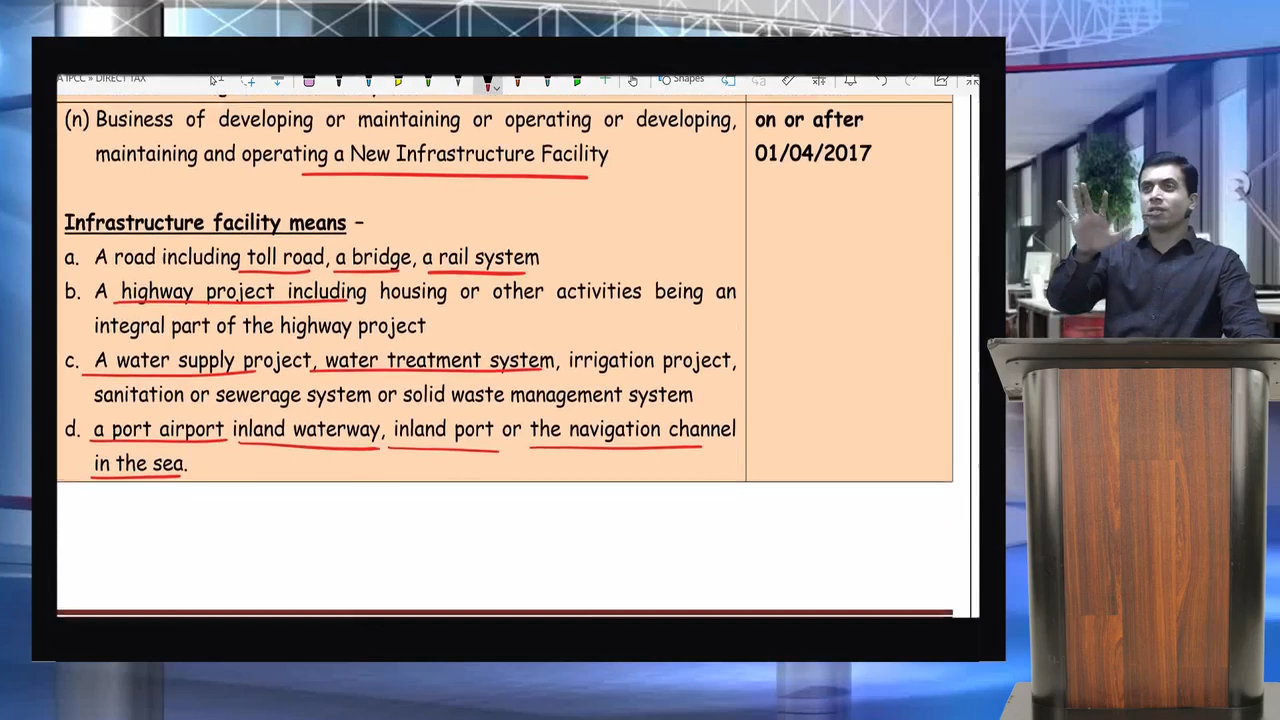 A IPCC » DIRECT TAX
Shapes
(n) Business of developing or maintaining or operating or developing, maintaining and operating a New Infrastructure Facility
on or after
01/04/2017
Infrastructure facility means –
a. A road including toll road, a bridge, a rail system
b. A highway project including housing or other activities being an
integral part of the highway project
c. A water supply project, water treatment system, irrigation project,
sanitation or sewerage system or solid waste management system
d. a port airport inland waterway, inland port or the navigation channel
in the sea.